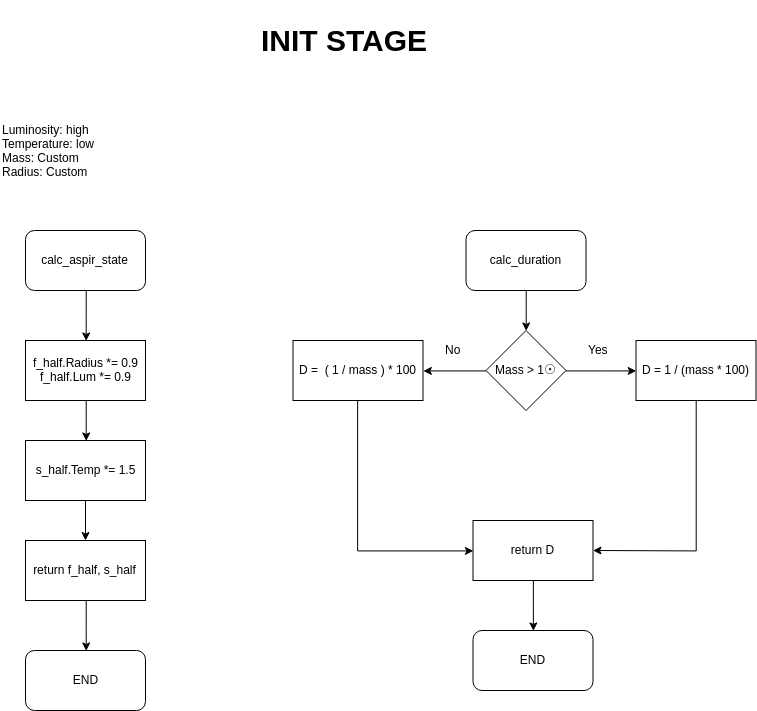 INIT STAGE
Luminosity: high
Temperature: low
Mass: Custom
Radius: Custom
calc_aspir_state
f_half.Radius *= 0.9
f_half.Lum *= 0.9
s_half.Temp *= 1.5
return f_half, s_half
END
calc_duration
Mass > 1☉
No
Yes
D =  ( 1 / mass ) * 100
D = 1 / (mass * 100)
return D
END